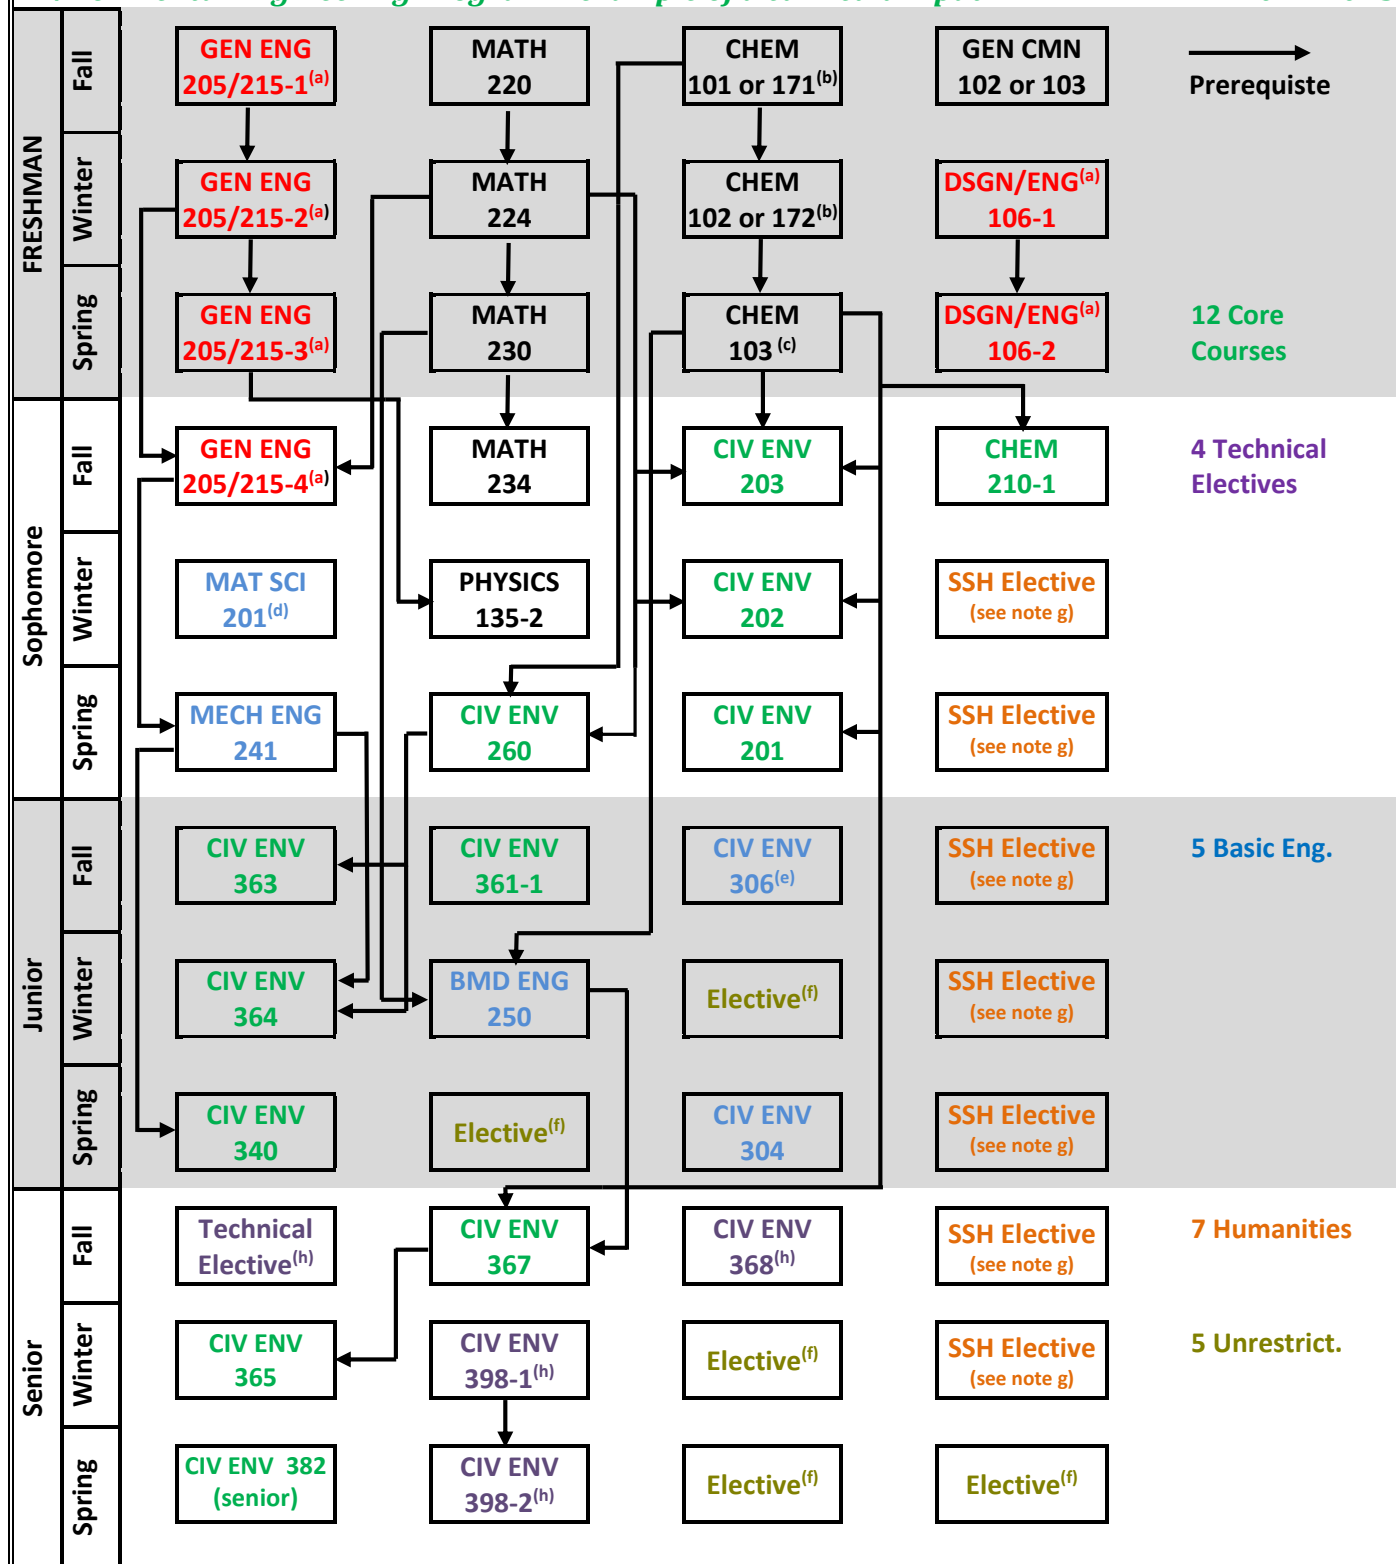 FRESHMAN
Fall
GEN ENG
205/215-1(a)
MATH
220
CHEM
101 or 171(b)
GEN CMN
102 or 103
Prerequiste
Winter
GEN ENG
205/215-2(a)
MATH
224
CHEM
102 or 172(b)
DSGN/ENG(a)
106-1
Spring
GEN ENG
205/215-3(a)
MATH
230
CHEM
103 (c)
DSGN/ENG(a)
106-2
12 Core
Courses
Sophomore
Fall
GEN ENG
205/215-4(a)
MATH
234
CIV ENV
203
CHEM
210-1
4 Technical
Electives
Winter
MAT SCI
201(d)
PHYSICS
135-2
CIV ENV
202
SSH Elective
(see note g)
Spring
MECH ENG
241
CIV ENV
260
CIV ENV
201
SSH Elective
(see note g)
Junior
Fall
CIV ENV
363
CIV ENV
361-1
CIV ENV
306(e)
SSH Elective
(see note g)
5 Basic Eng.
Winter
CIV ENV
364
BMD ENG
250
Elective(f)
SSH Elective
(see note g)
Spring
CIV ENV
340
Elective(f)
CIV ENV
304
SSH Elective
(see note g)
Senior
Fall
Technical
Elective(h)
CIV ENV
367
CIV ENV
368(h)
SSH Elective
(see note g)
7 Humanities
Winter
CIV ENV
365
CIV ENV
398-1(h)
Elective(f)
SSH Elective
(see note g)
5 Unrestrict.
Spring
CIV ENV 382
(senior)
CIV ENV
398-2(h)
Elective(f)
Elective(f)